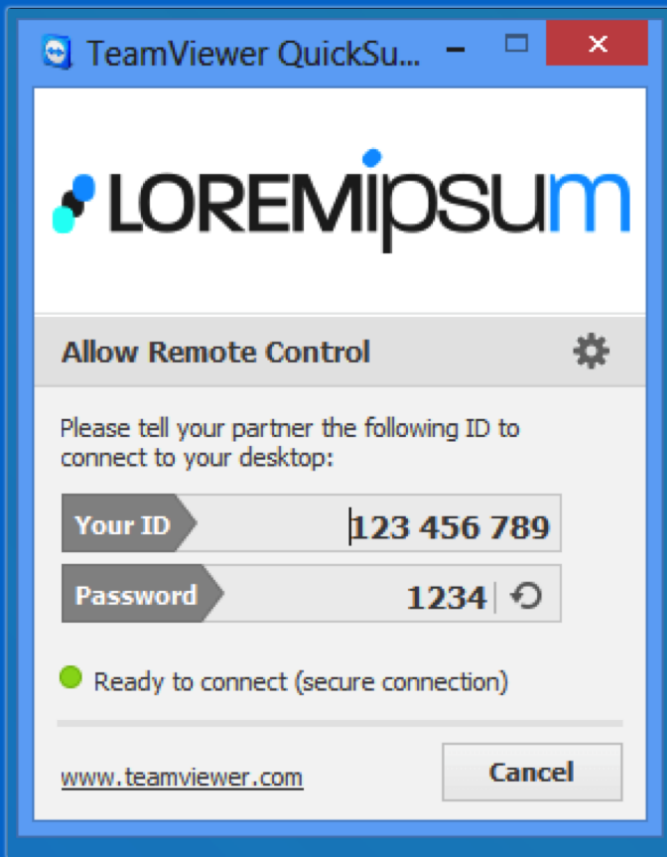 TeamViewer QuickSu...
LOREMipsum
Allow Remote Control
Please tell your partner the following ID to
connect to your desktop:
Your ID 123 456 789
Password 1234
Ready to connect (secure connection)
www.teamviewer.com Cancel